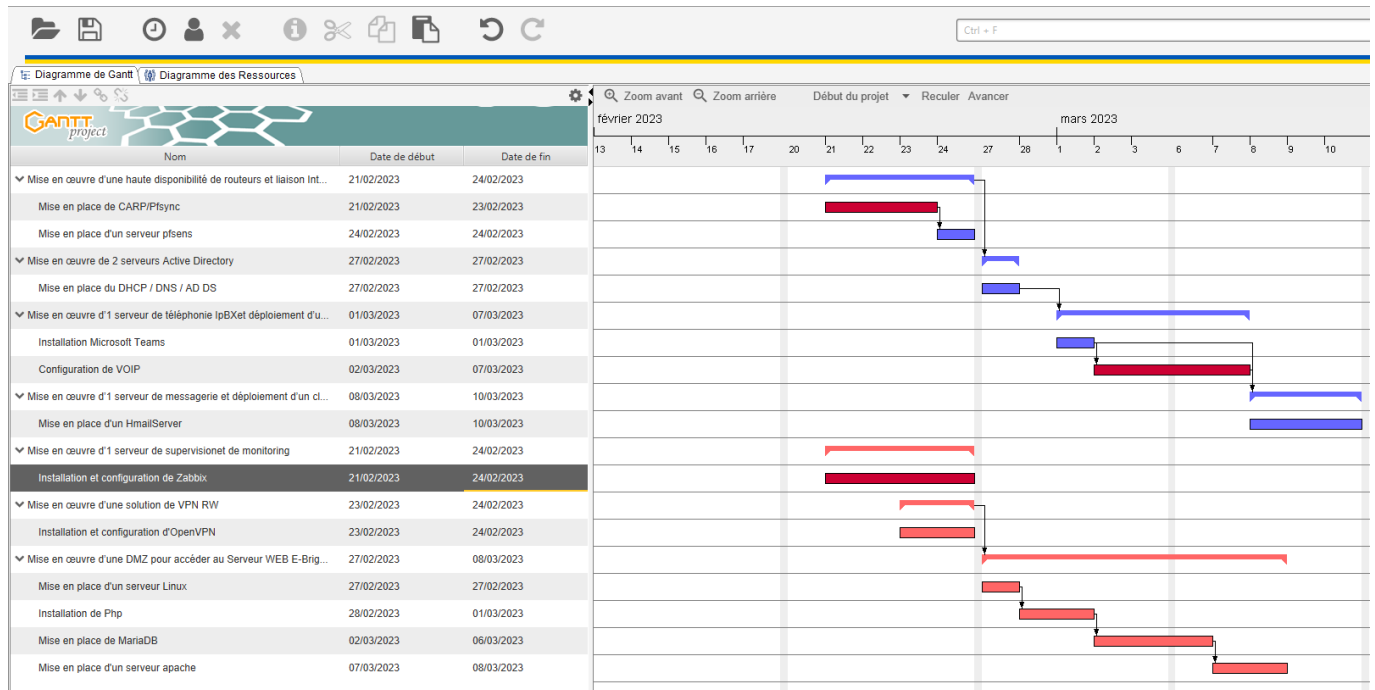 Ctrl + F
Diagramme de Gantt Diagramme des Ressources
Zoom avant Zoom arrière Début du projet Reculer Avancer
GANTT project
février 2023 mars 2023
13 14 15 16 17 20 21 22 23 24 27 28 1 2 3 6 7 8 9 10
Nom Date de début Date de fin
Mise en œuvre d'une haute disponibilité de routeurs et liaison Int... 21/02/2023 24/02/2023
Mise en place de CARP/Pfsync 21/02/2023 23/02/2023
Mise en place d'un serveur pfsens 24/02/2023 24/02/2023
Mise en œuvre de 2 serveurs Active Directory 27/02/2023 27/02/2023
Mise en place du DHCP / DNS / AD DS 27/02/2023 27/02/2023
Mise en œuvre d'1 serveur de téléphonie IpBXet déploiement d'u... 01/03/2023 07/03/2023
Installation Microsoft Teams 01/03/2023 01/03/2023
Configuration de VOIP 02/03/2023 07/03/2023
Mise en œuvre d'1 serveur de messagerie et déploiement d'un cl... 08/03/2023 10/03/2023
Mise en place d'un HmailServer 08/03/2023 10/03/2023
Mise en œuvre d'1 serveur de supervisionet de monitoring 21/02/2023 24/02/2023
Installation et configuration de Zabbix 21/02/2023 24/02/2023
Mise en œuvre d'une solution de VPN RW 23/02/2023 24/02/2023
Installation et configuration d'OpenVPN 23/02/2023 24/02/2023
Mise en œuvre d'une DMZ pour accéder au Serveur WEB E-Brig... 27/02/2023 08/03/2023
Mise en place d'un serveur Linux 27/02/2023 27/02/2023
Installation de Php 28/02/2023 01/03/2023
Mise en place de MariaDB 02/03/2023 06/03/2023
Mise en place d'un serveur apache 07/03/2023 08/03/2023